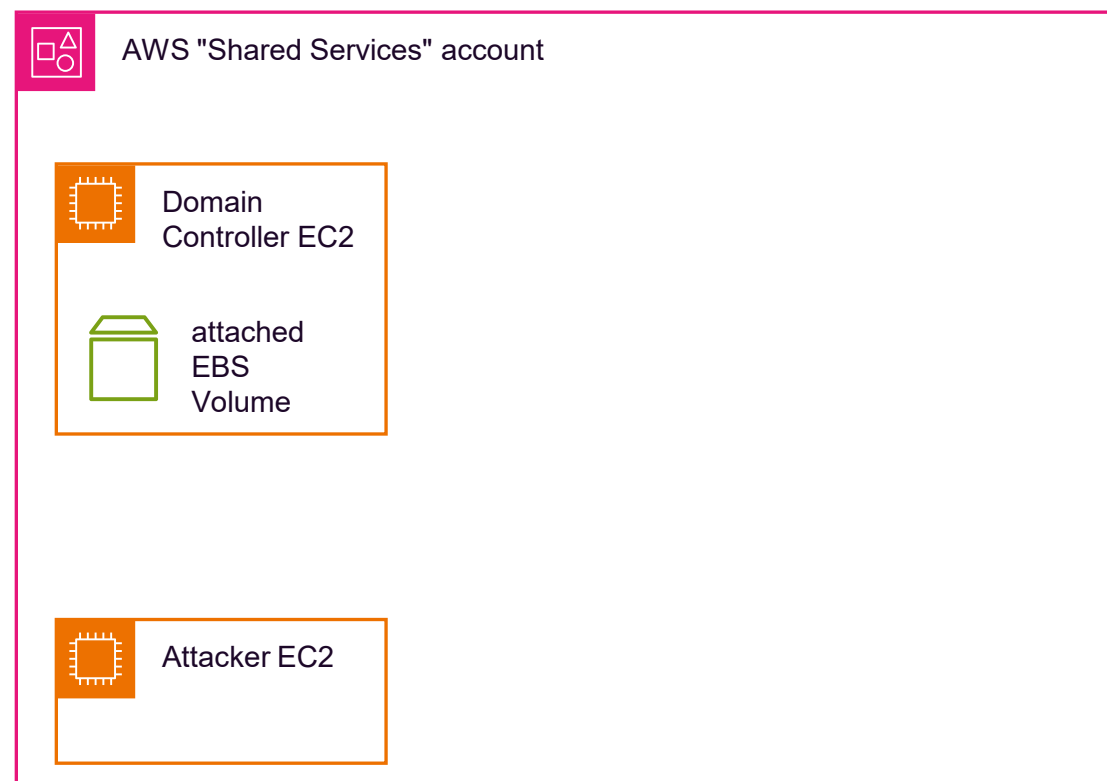 AWS "Shared Services" account
Domain
Controller EC2
attached
EBS
Volume
Attacker EC2